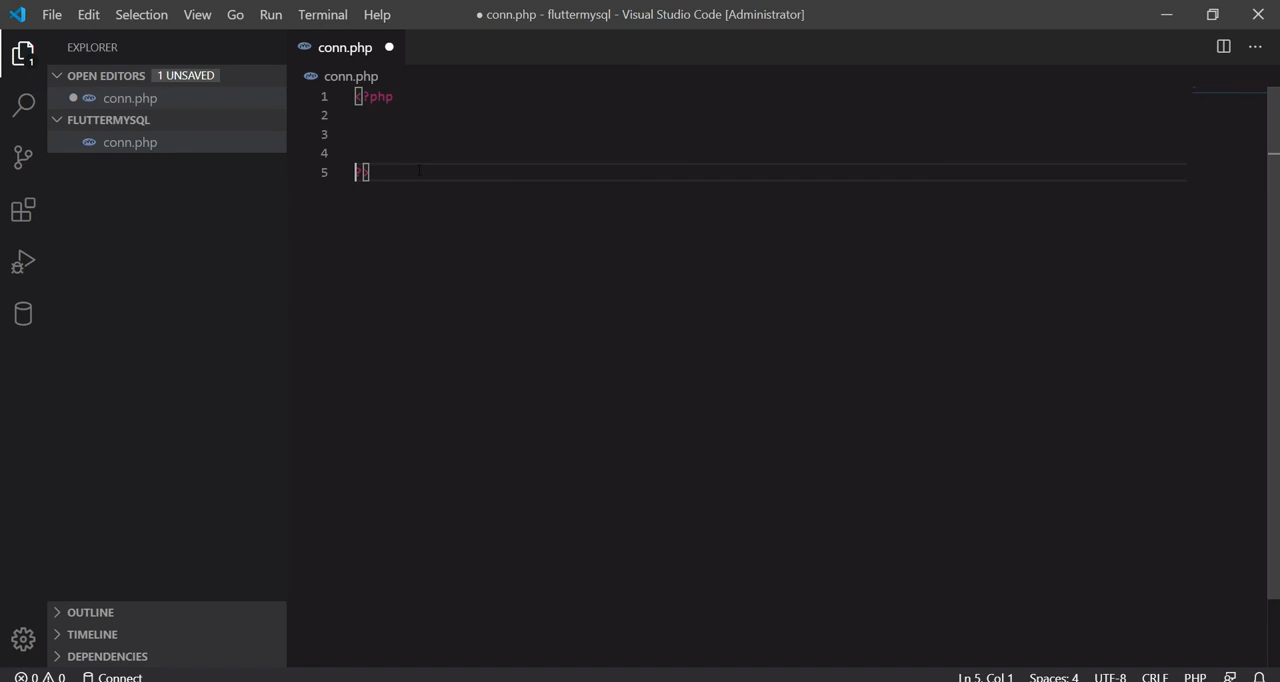 File Edit Selection View Go Run Terminal Help ● conn.php - fluttermysql - Visual Studio Code [Administrator]
EXPLORER
conn.php ●
OPEN EDITORS 1 UNSAVED
conn.php
● conn.php
1 <?php
FLUTTERMYSQL
2
3
conn.php
4
5 ?>
1
OUTLINE
TIMELINE
DEPENDENCIES
0 0 Connect Ln 5, Col 1 Spaces: 4 UTF-8 CRLF PHP